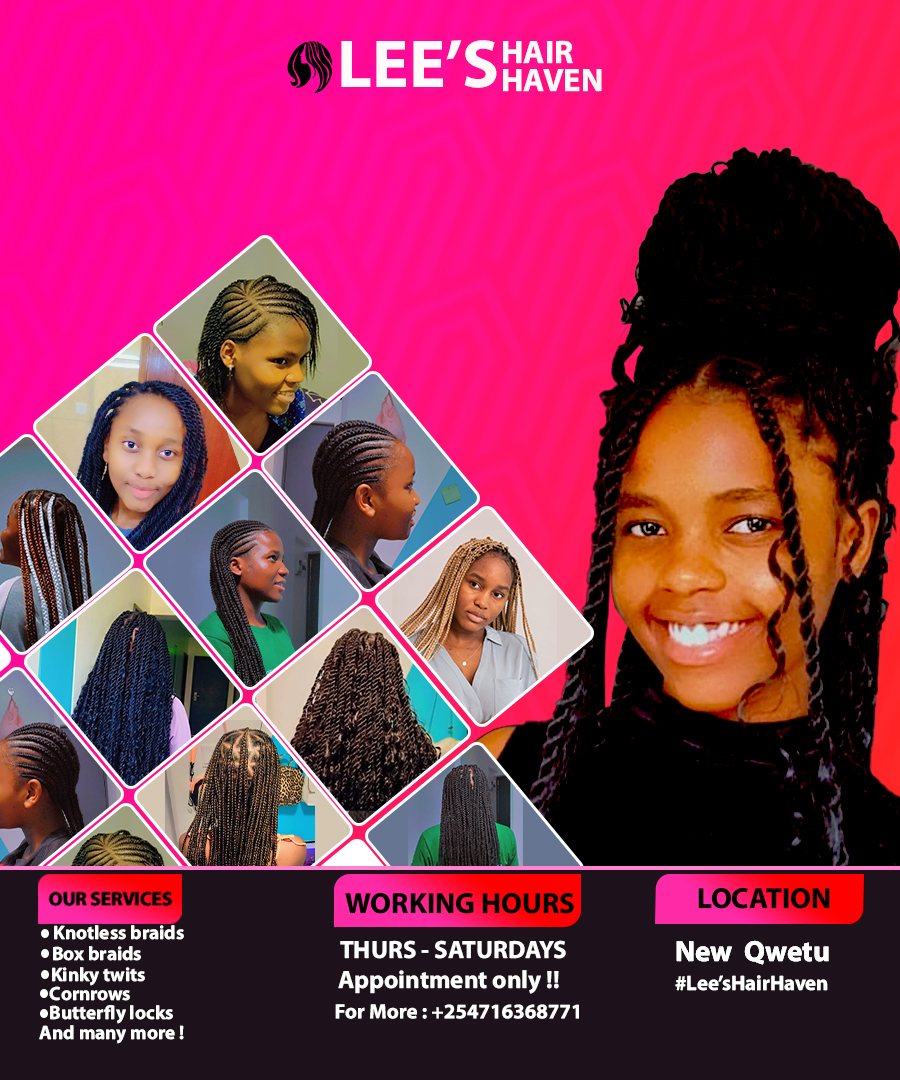 LEE'S HAIR
HAVEN
OUR SERVICES
•Knotless braids
•Box braids
•Kinky twits
•Cornrows
•Butterfly locks
And many more !
WORKING HOURS
THURS - SATURDAYS
Appointment only !!
For More : +254716368771
LOCATION
New Qwetu
#Lee'sHairHaven